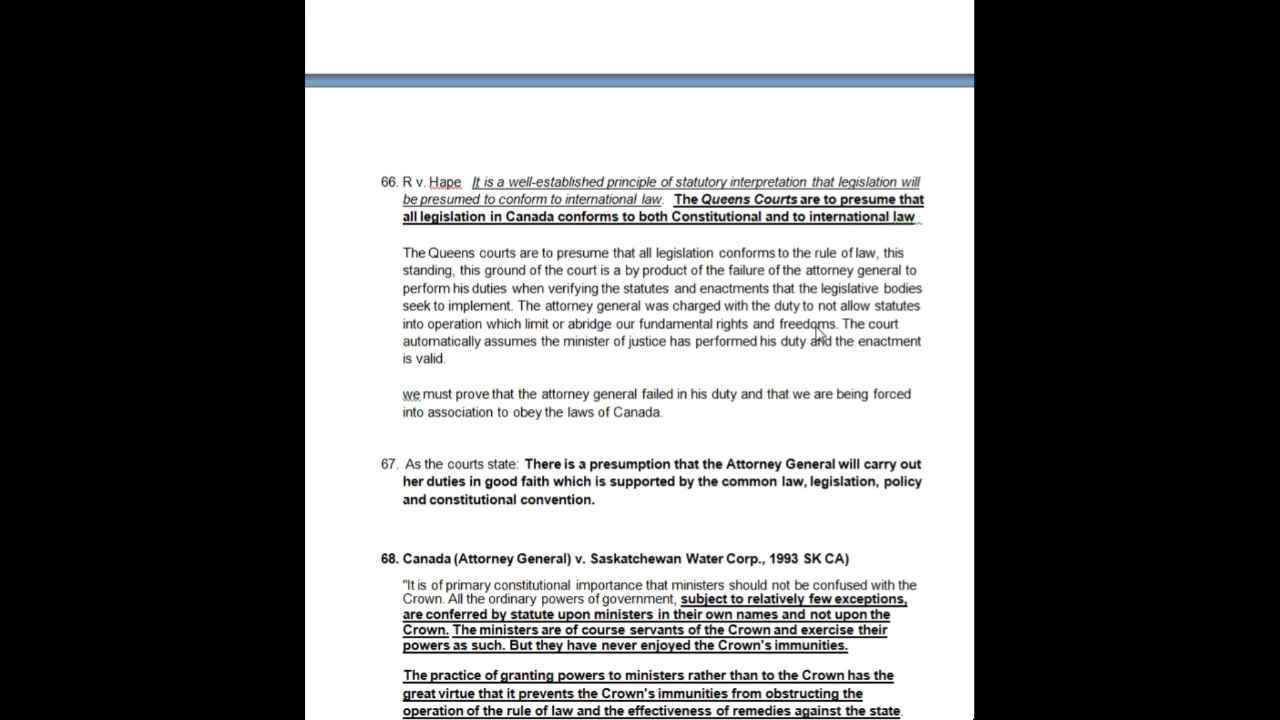 66. R v. Hape It is a well-established principle of statutory interpretation that legislation will
be presumed to conform to international law. The Queens Courts are to presume that
all legislation in Canada conforms to both Constitutional and to international law
The Queens courts are to presume that all legislation conforms to the rule of law, this
standing, this ground of the court is a by product of the failure of the attorney general to
perform his duties when verifying the statutes and enactments that the legislative bodies
seek to implement. The attorney general was charged with the duty to not allow statutes
into operation which limit or abridge our fundamental rights and freedoms. The court
automatically assumes the minister of justice has performed his duty and the enactment
is valid.
we must prove that the attorney general failed in his duty and that we are being forced
into association to obey the laws of Canada.
67. As the courts state: There is a presumption that the Attorney General will carry out
her duties in good faith which is supported by the common law, legislation, policy
and constitutional convention.
68. Canada (Attorney General) v. Saskatchewan Water Corp., 1993 SK CA)
"It is of primary constitutional importance that ministers should not be confused with the
Crown. All the ordinary powers of government, subject to relatively few exceptions,
are conferred by statute upon ministers in their own names and not upon the
Crown. The ministers are of course servants of the Crown and exercise their
powers as such. But they have never enjoyed the Crown's immunities.
The practice of granting powers to ministers rather than to the Crown has the
great virtue that it prevents the Crown's immunities from obstructing the
operation of the rule of law and the effectiveness of remedies against the state.